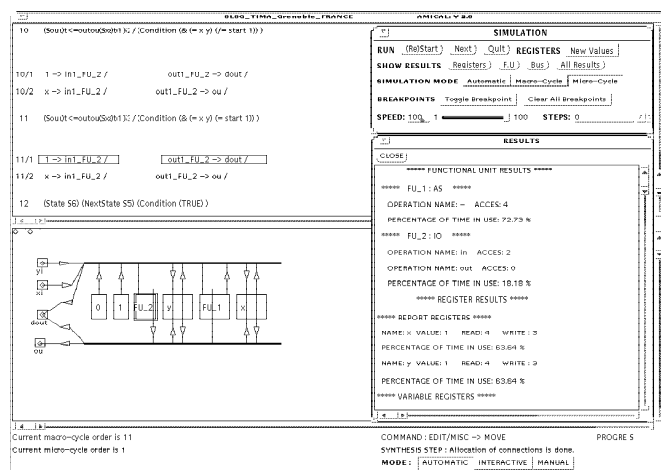 BLDG_TIMA_Grenoble_FRANCE AMICAL: V 2.0
10
(Condition (& (= x y) (/= start 1)) )
10/1 1 -> in1_FU_2 / out1_FU_2 -> dout /
10/2 x -> in1_FU_2 / out1_FU_2 -> ou /
11
(Condition (& (= x y) (/= start 1)) )
11/1 1 -> in1_FU_2 / out1_FU_2 -> dout /
11/2 x -> in1_FU_2 / out1_FU_2 -> ou /
12 (State S6) (NextState S5) (Condition (TRUE) )
SIMULATION
RUN (Re)Start) Next) Quit) REGISTERS New Values
SHOW RESULTS Registers) F.U) Bus) All Results)
SIMULATION MODE Automatic Macro-Cycle Micro-Cycle
BREAKPOINTS Toggle Breakpoint Clear All Breakpoints
SPEED: 100 1 100 STEPS: 0
RESULTS
CLOSE
***** FUNCTIONAL UNIT RESULTS *****
***** FU_1 : AS *****
OPERATION NAME: - ACCES: 4
PERCENTAGE OF TIME IN USE: 72.73 %
***** FU_2 : IO *****
OPERATION NAME: in ACCES: 2
OPERATION NAME: out ACCES: 0
PERCENTAGE OF TIME IN USE: 18.18 %
***** REGISTER RESULTS *****
***** REPORT REGISTERS *****
NAME: x VALUE: 1 READ: 4 WRITE : 3
PERCENTAGE OF TIME IN USE: 63.64 %
NAME: y VALUE: 1 READ: 4 WRITE : 3
PERCENTAGE OF TIME IN USE: 63.64 %
***** VARIABLE REGISTERS *****
yi
xi
0 1 FU_2 y FU_1 x
dout
ou
Current macro-cycle order is 11
Current micro-cycle order is 1
COMMAND : EDIT/MISC -> MOVE PROGRE S
SYNTHESIS STEP : Allocation of connections is done.
MODE : AUTOMATIC INTERACTIVE MANUAL